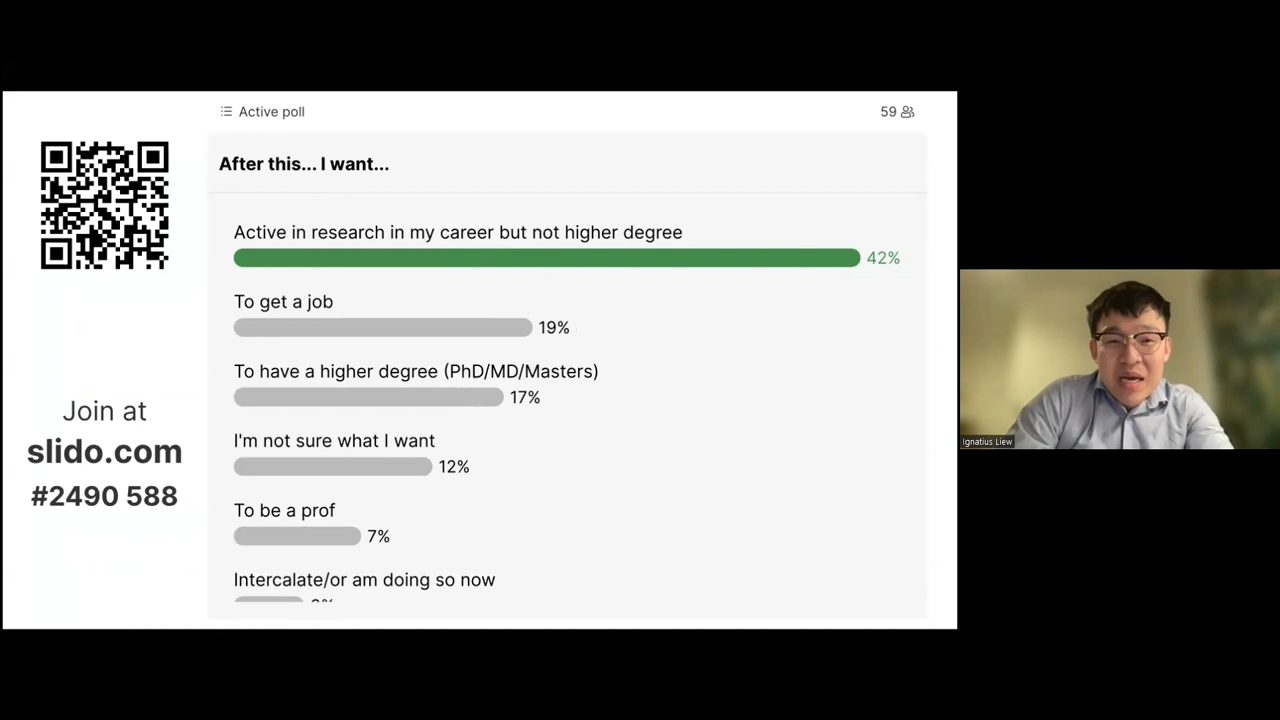 Active poll
59
After this... I want...
Active in research in my career but not higher degree
42%
To get a job
19%
To have a higher degree (PhD/MD/Masters)
17%
I'm not sure what I want
12%
To be a prof
7%
Intercalate/or am doing so now
Join at
slido.com
#2490 588
Ignatius Liew